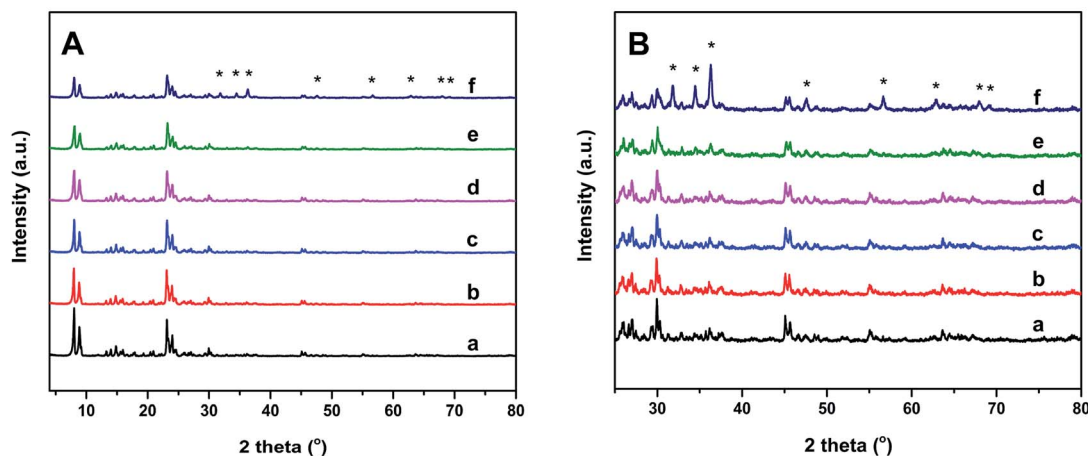 A
* * * * * * * *
f
e
d
c
b
a
Intensity (a.u.)
10 20 30 40 50 60 70 80
2 theta (°)
B
* * * * * * * *
f
e
d
c
b
a
Intensity (a.u.)
30 40 50 60 70 80
2 theta (°)